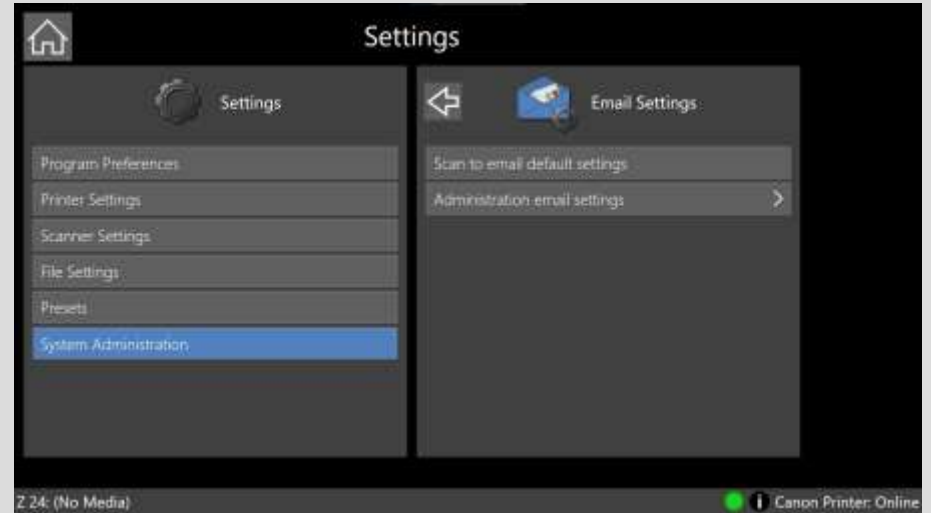 Settings
Settings
Program Preferences
Printer Settings
Scanner Settings
File Settings
Presets
System Administration
Email Settings
Scan to email default settings
Administration email settings
Z 24: (No Media)
Canon Printer: Online